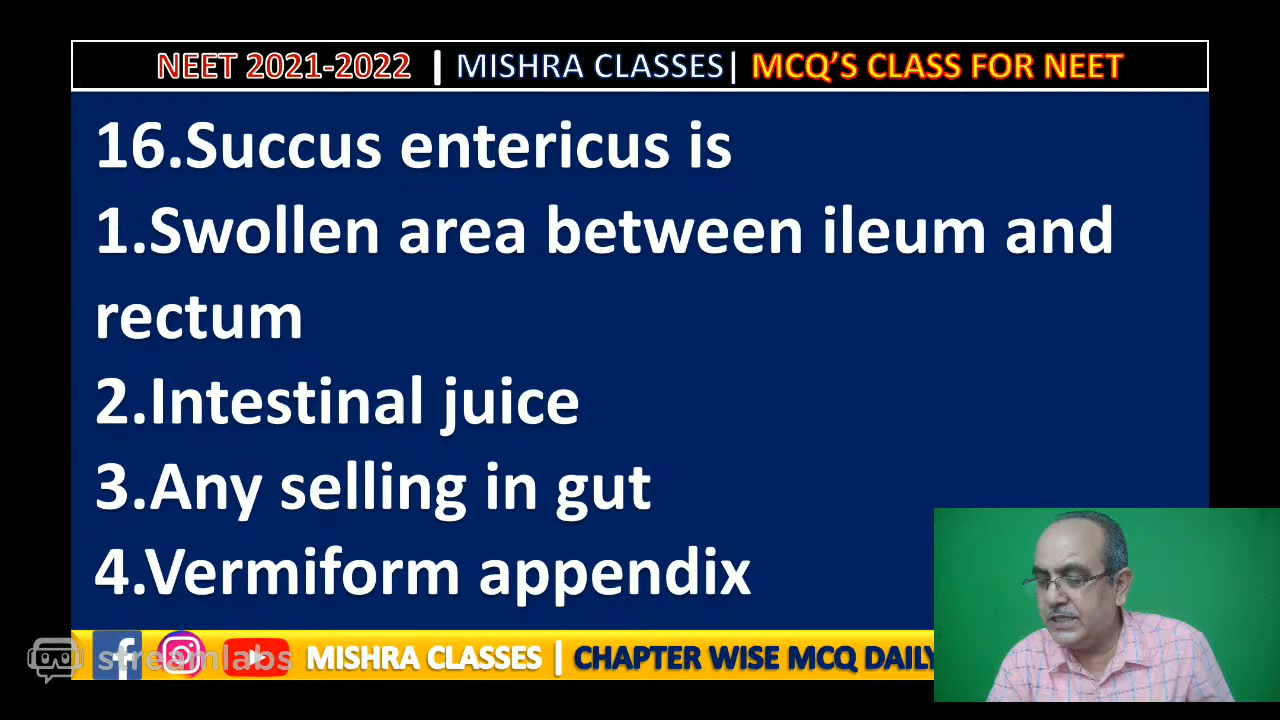 NEET 2021-2022 | MISHRA CLASSES| MCQ'S CLASS FOR NEET
16.Succus entericus is
1.Swollen area between ileum and
rectum
2.Intestinal juice
3.Any selling in gut
4.Vermiform appendix
streamlabs MISHRA CLASSES | CHAPTER WISE MCQ DAILY